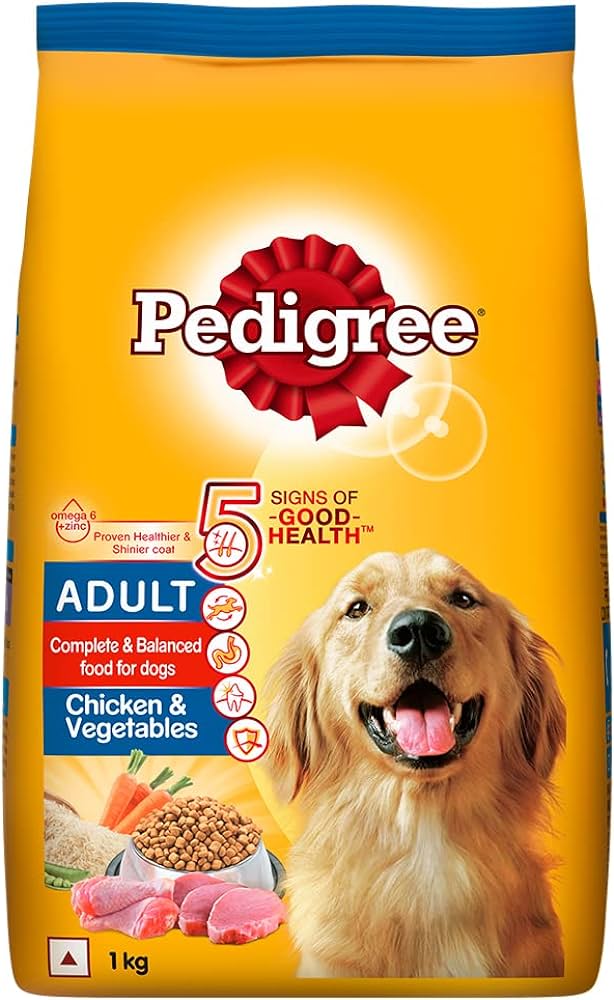 Pedigree®
5 SIGNS OF
-GOOD-
HEALTH™
omega 6
+zinc
Proven Healthier &
Shinier coat
ADULT
Complete & Balanced
food for dogs
Chicken &
Vegetables
1 kg